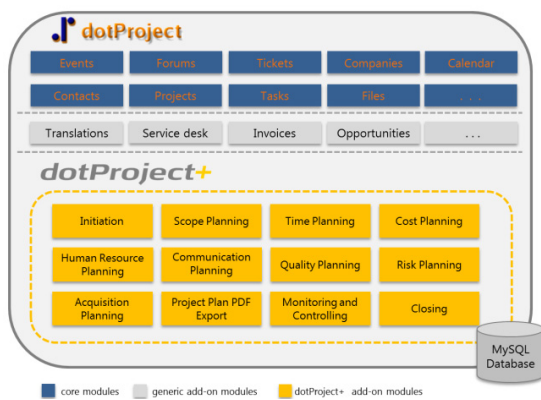 dotProject
Events Forums Tickets Companies Calendar
Contacts Projects Tasks Files . . .
Translations Service desk Invoices Opportunities . . .
dotProject+
Initiation Scope Planning Time Planning Cost Planning
Human Resource Planning Communication Planning Quality Planning Risk Planning
Acquisition Planning Project Plan PDF Export Monitoring and Controlling Closing
MySQL
Database
core modules generic add-on modules dotProject+ add-on modules